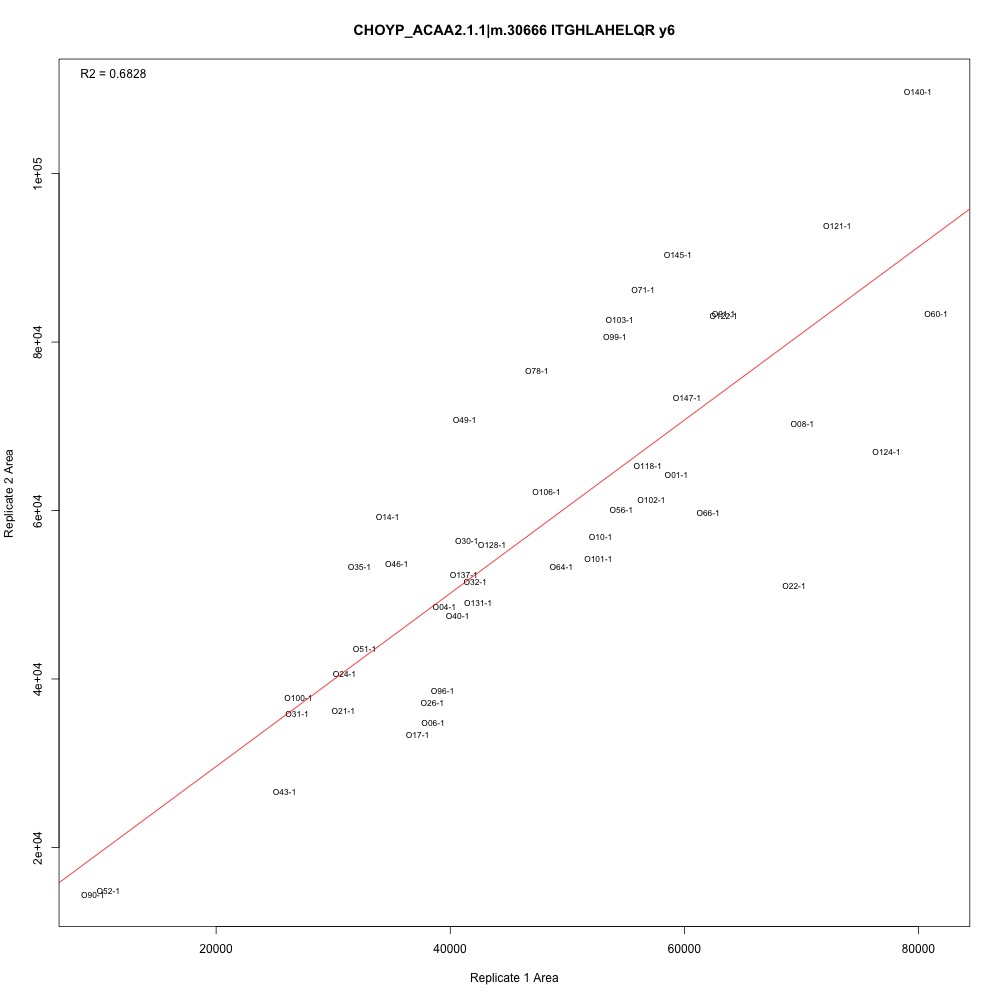 CHOYP_ACAA2.1.1|m.30666 ITGHLAHELQR y6
R2 = 0.6828
O140-1
O121-1
O145-1
O71-1
O60-1
O122-1
O103-1
O99-1
O78-1
O147-1
O49-1
O08-1
O124-1
O118-1
O01-1
O106-1
O102-1
O56-1
O66-1
O14-1
O10-1
O30-1
O128-1
O101-1
O46-1
O35-1
O64-1
O137-1
O32-1
O22-1
O131-1
O04-1
O40-1
O51-1
O24-1
O96-1
O100-1
O26-1
O21-1
O31-1
O06-1
O17-1
O43-1
O52-1
O90-1
1e+05
8e+04
6e+04
4e+04
2e+04
Replicate 2 Area
20000
40000
60000
80000
Replicate 1 Area